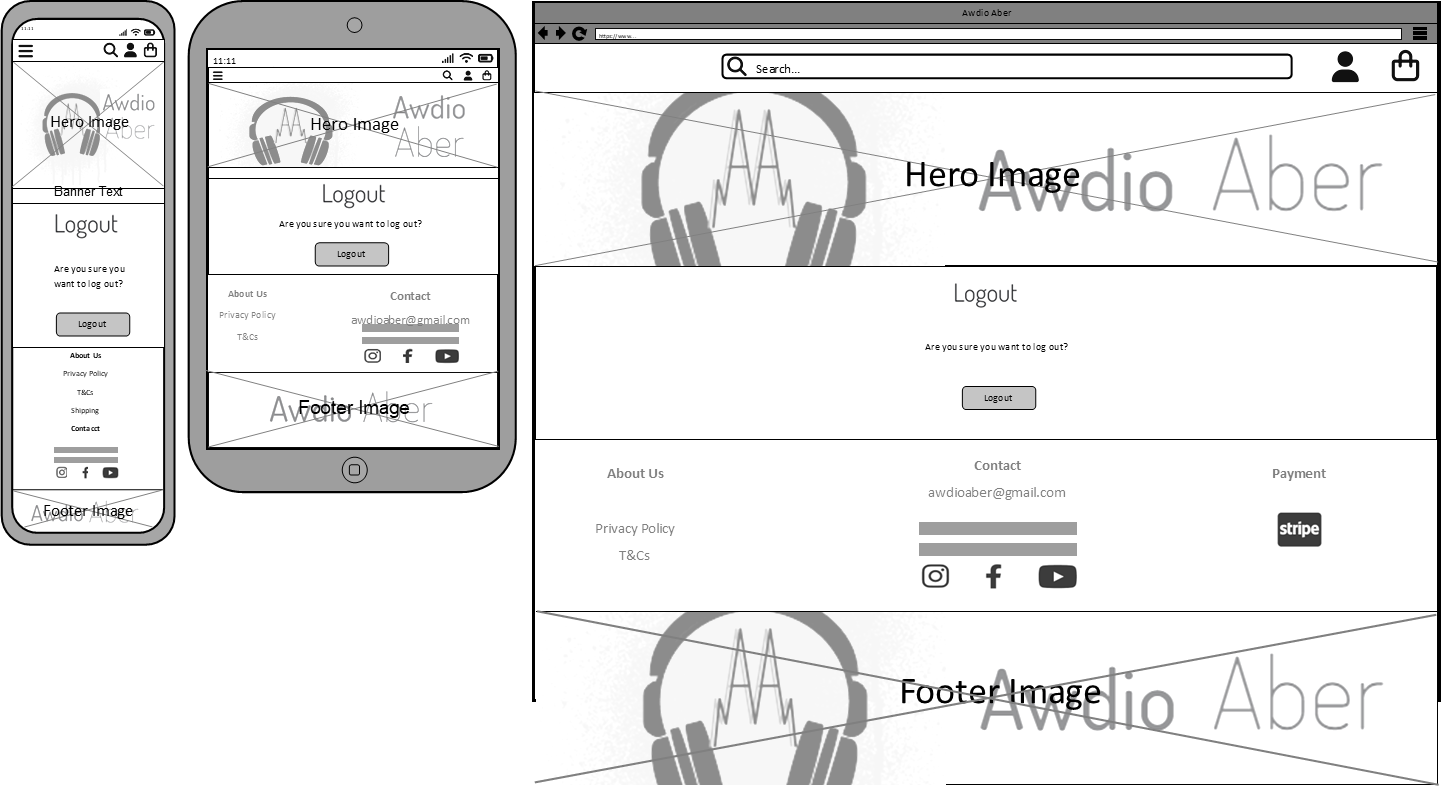 11:11
Awdio
Aber
Hero Image
Banner Text
Logout
Are you sure you
want to log out?
Logout
About Us
Privacy Policy
T&Cs
Shipping
Contacct
Awdio Aber
Footer Image
11:11
AA
Awdio
Aber
Hero Image
Logout
Are you sure you want to log out?
Logout
About Us
Privacy Policy
T&Cs
Contact
awdioaber@gmail.com
Awdio Aber
Footer Image
Awdio Aber
https://www...
Search...
AA
Hero Image
Awdio Aber
Logout
Are you sure you want to log out?
Logout
About Us
Privacy Policy
T&Cs
Contact
awdioaber@gmail.com
Payment
stripe
AA
Footer Image
Awdio Aber